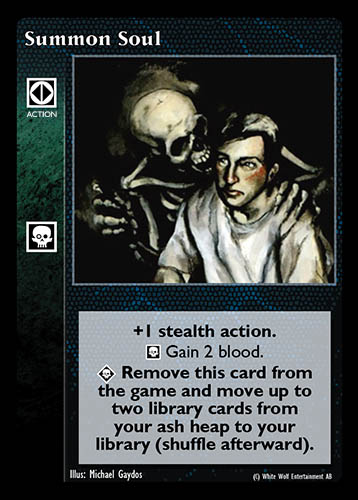 Summon Soul
ACTION
+1 stealth action.
Gain 2 blood.
Remove this card from
the game and move up to
two library cards from
your ash heap to your
library (shuffle afterward).
Illus: Michael Gaydos
(C) White Wolf Entertainment AB